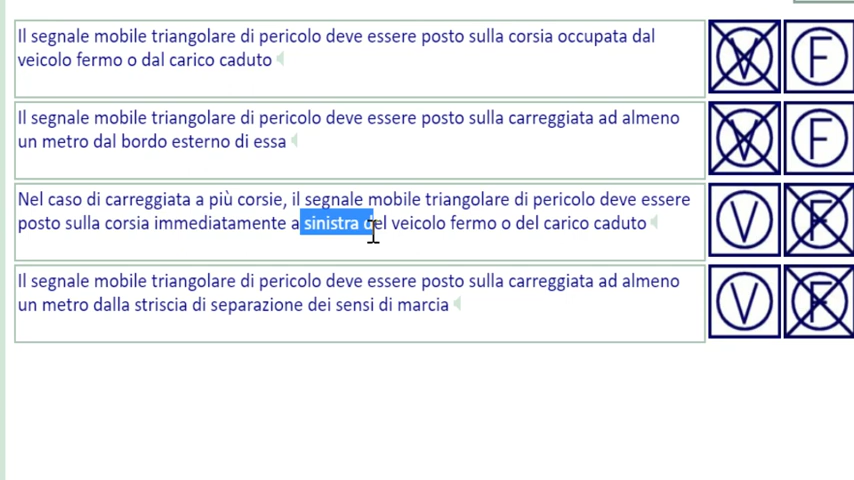 Il segnale mobile triangolare di pericolo deve essere posto sulla corsia occupata dal
veicolo fermo o dal carico caduto
V F
Il segnale mobile triangolare di pericolo deve essere posto sulla carreggiata ad almeno
un metro dal bordo esterno di essa
V F
Nel caso di carreggiata a più corsie, il segnale mobile triangolare di pericolo deve essere
posto sulla corsia immediatamente a sinistra del veicolo fermo o del carico caduto
V F
Il segnale mobile triangolare di pericolo deve essere posto sulla carreggiata ad almeno
un metro dalla striscia di separazione dei sensi di marcia
V F